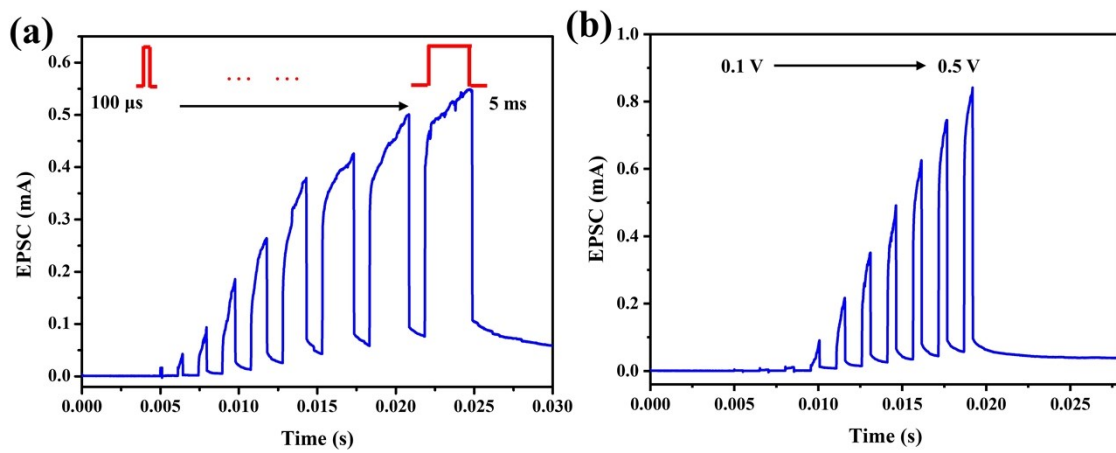 (a)
0.6
0.5
0.4
0.3
0.2
0.1
0.0
EPSC (mA)
100 μs
... ...
5 ms
0.000 0.005 0.010 0.015 0.020 0.025 0.030
Time (s)
(b)
1.0
0.8
0.6
0.4
0.2
0.0
EPSC (mA)
0.1 V 0.5 V
0.000 0.005 0.010 0.015 0.020 0.025
Time (s)